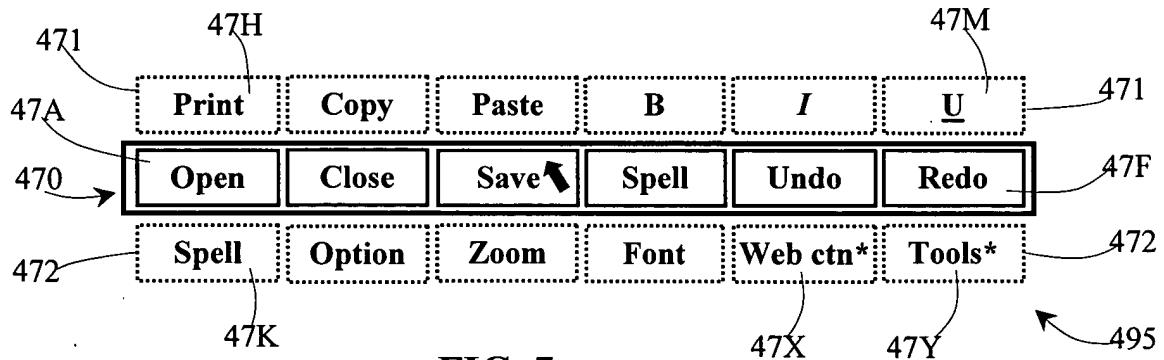 47H 47M
471
Print Copy Paste B I U 471
47A
470 Open Close Save Spell Undo Redo 47F
472 Spell Option Zoom Font Web ctn* Tools* 472
47K 47X 47Y 495